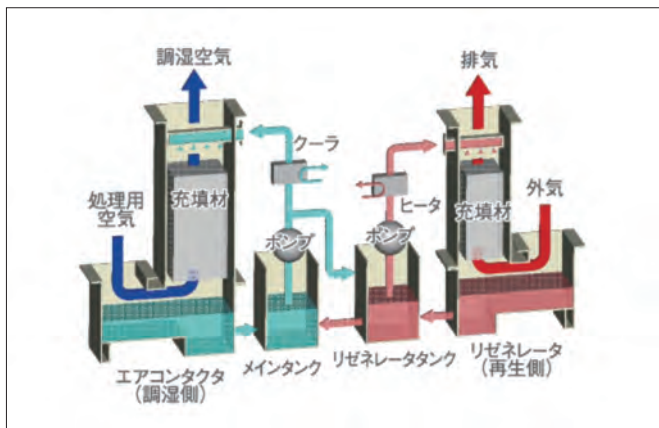 調湿空気
排気
クーラ
処理用
空気
充填材
ポンプ
ポンプ
ヒータ
充填材
外気
エアコンタクタ
(調湿側)
メインタンク
リゼネレータタンク
リゼネレータ
(再生側)